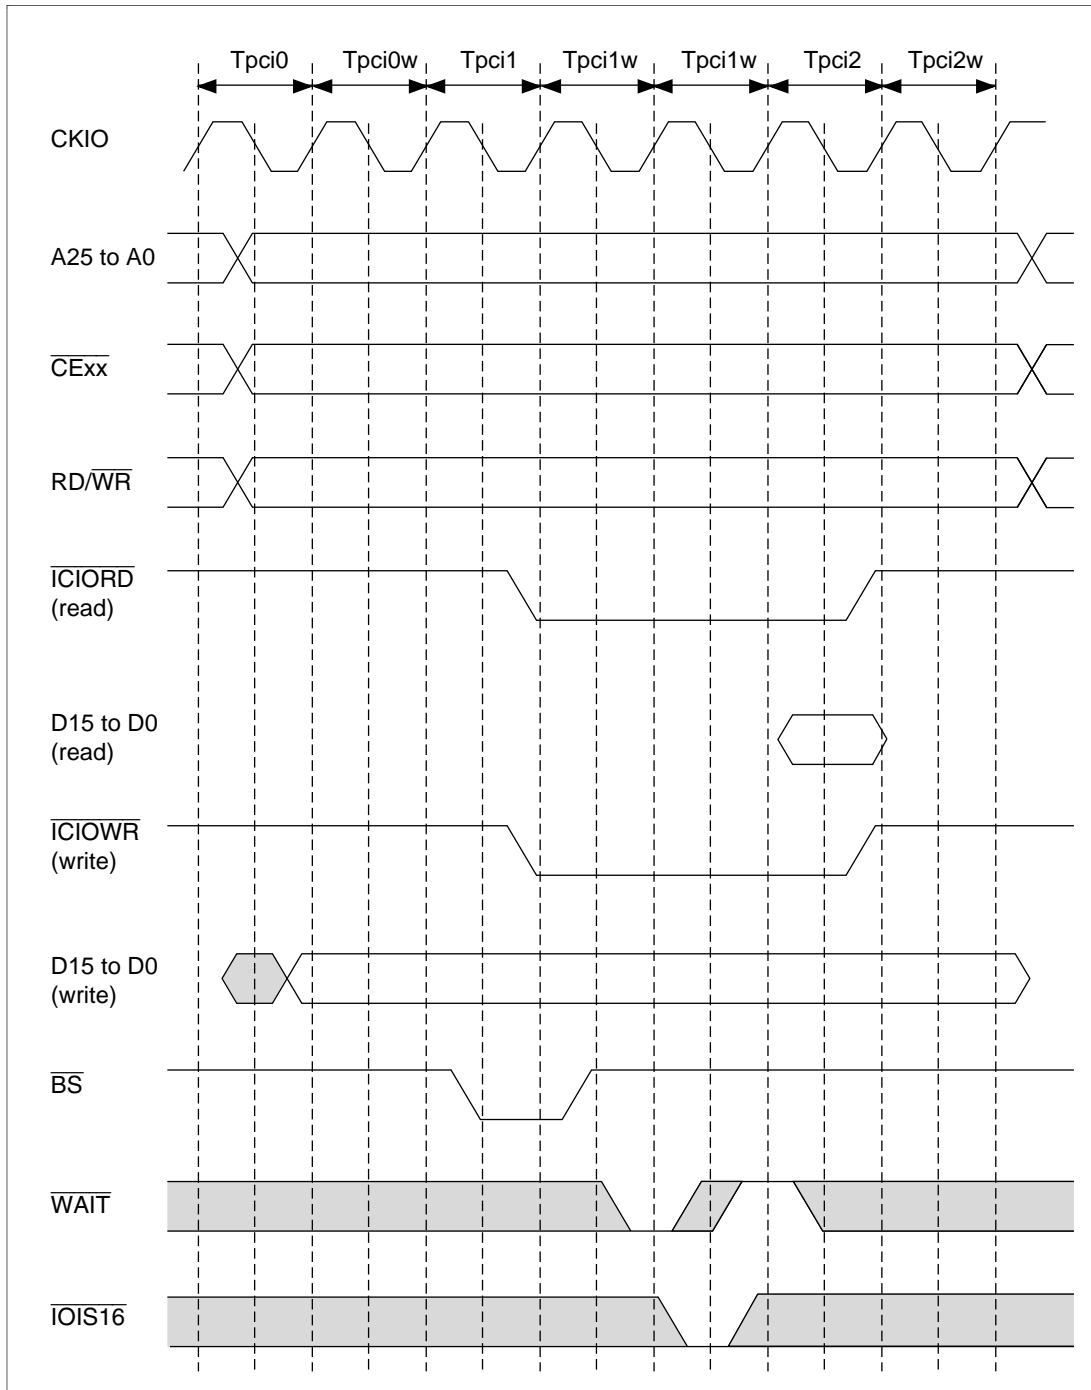 Tpci0 Tpci0w Tpci1 Tpci1w Tpci1w Tpci2 Tpci2w
CKIO
A25 to A0
CExx
RD/WR
ICIORD
(read)
D15 to D0
(read)
ICIOWR
(write)
D15 to D0
(write)
BS
WAIT
IOIS16